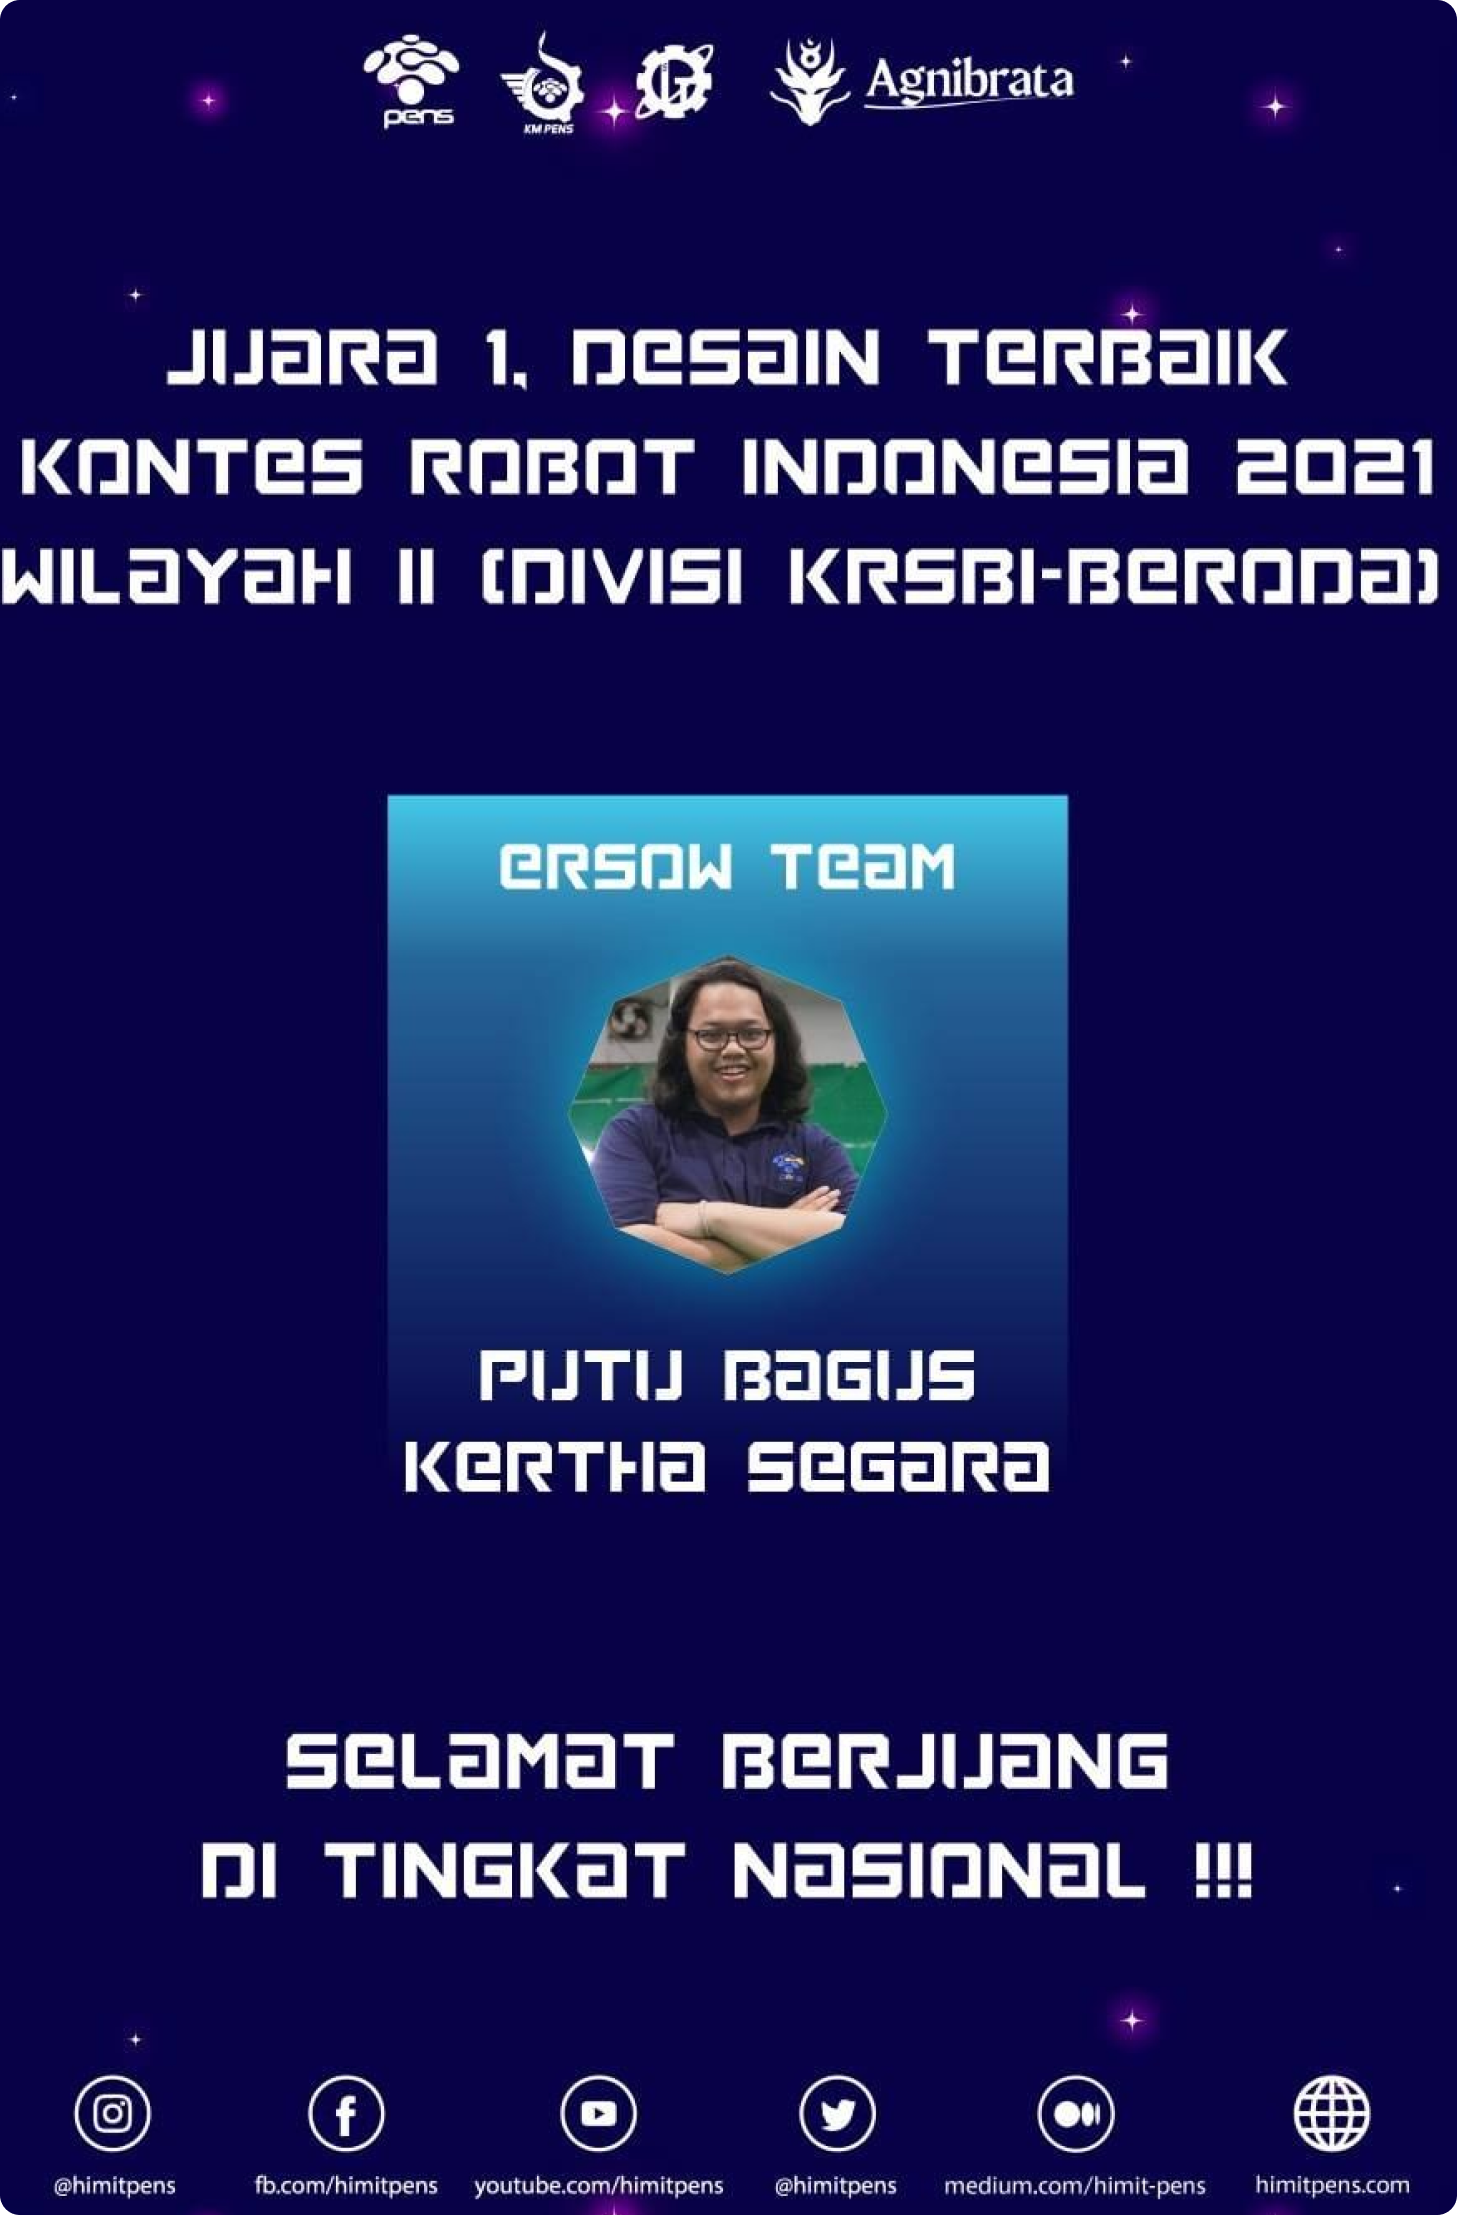 pens
KM PENS
Agnibrata
JUARA 1, DESAIN TERBAIK
KONTES ROBOT INDONESIA 2021
WILAYAH II (DIVISI KRSBI-BERODA)
ERSOW TEAM
PUTU BAGUS
KERTHA SEGARA
SELAMAT BERJUANG
DI TINGKAT NASIONAL !!!
@himitpens
fb.com/himitpens
youtube.com/himitpens
@himitpens
medium.com/himit-pens
himitpens.com